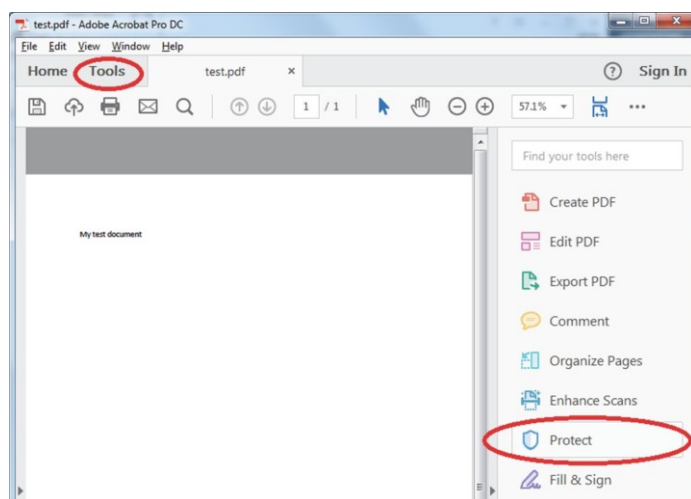 test.pdf - Adobe Acrobat Pro DC
File Edit View Window Help
Home Tools test.pdf × ? Sign In
1 / 1 57.1%
Find your tools here
My test document
Create PDF
Edit PDF
Export PDF
Comment
Organize Pages
Enhance Scans
Protect
Fill & Sign